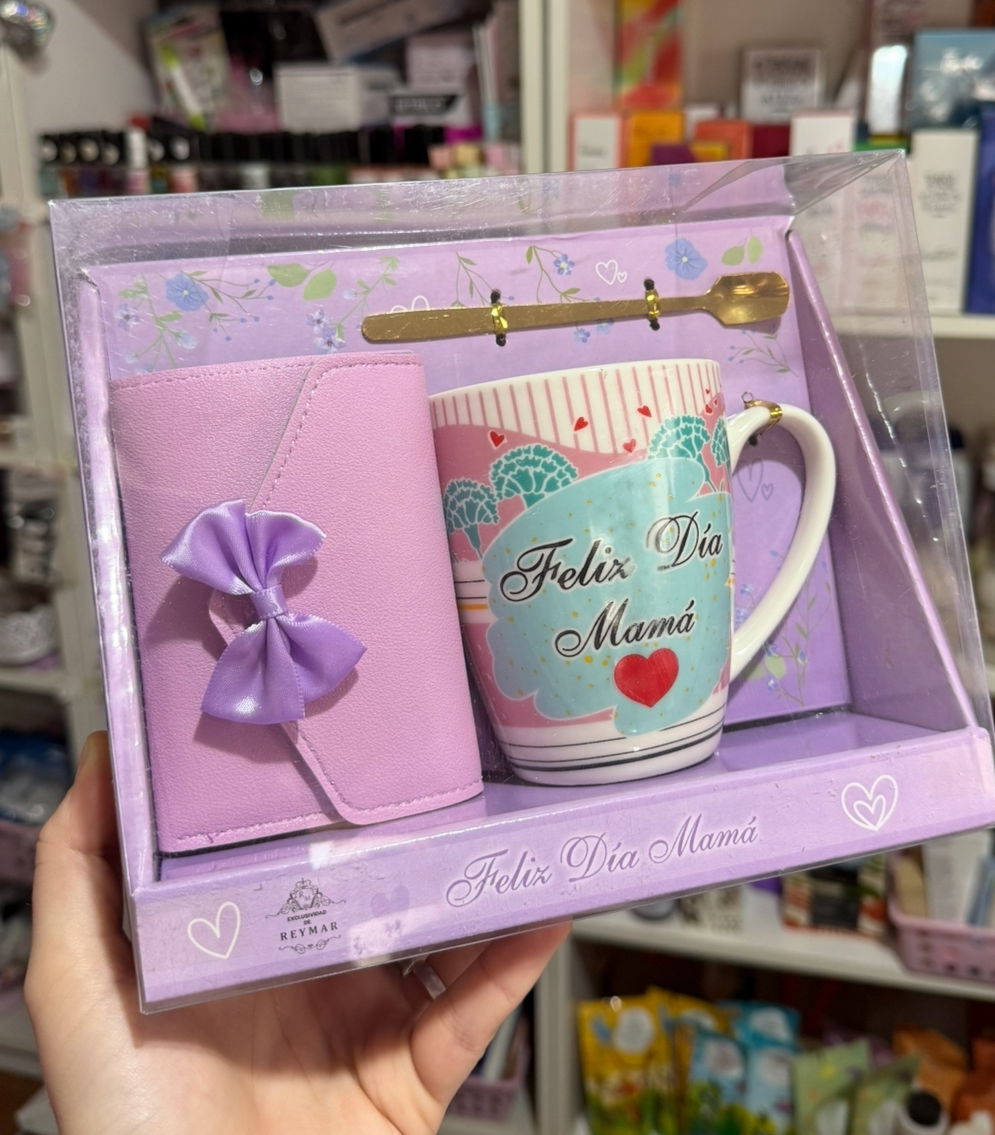 Feliz Día
Mamá
Feliz Día Mamá
EXCLUSIVIDAD
DE
REYMAR